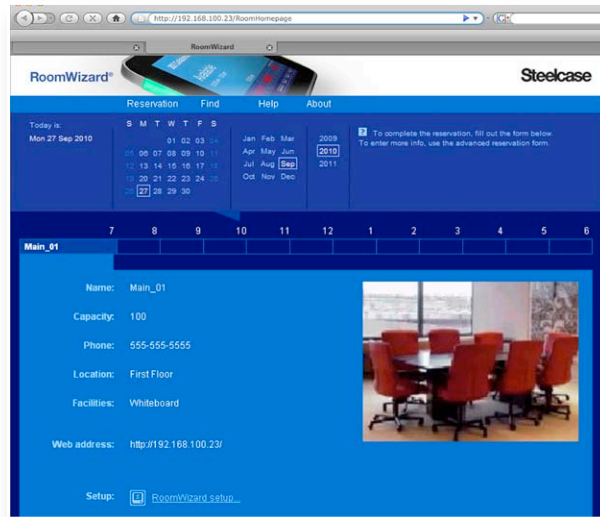 http://192.168.100.23/RoomHomepage
RoomWizard
RoomWizard®
Steelcase
Reservation Find Help About
Today is:
Mon 27 Sep 2010
S M T W T F S
01 02 03 04
05 06 07 08 09 10 11
12 13 14 15 16 17 18
19 20 21 22 23 24 25
26 27 28 29 30
Jan Feb Mar
Apr May Jun
Jul Aug Sep
Oct Nov Dec
2009
2010
2011
? To complete the reservation, fill out the form below.
To enter more info, use the advanced reservation form.
7 8 9 10 11 12 1 2 3 4 5 6
Main_01
Name: Main_01
Capacity: 100
Phone: 555-555-5555
Location: First Floor
Facilities: Whiteboard
Web address: http://192.168.100.23/
Setup: RoomWizard setup...